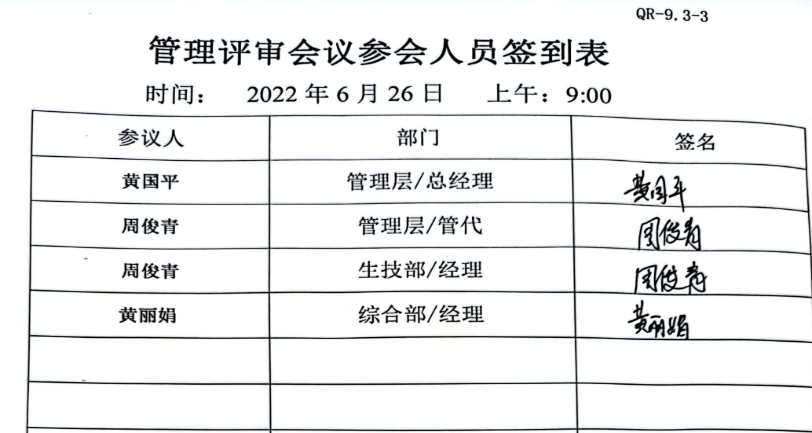 QR-9.3-3
管理评审会议参会人员签到表
时间： 2022 年 6 月 26 日 上午：9:00
参议人 部门 签名
黄国平 管理层/总经理 黄国平
周俊青 管理层/管代 周俊青
周俊青 生技部/经理 周俊青
黄丽娟 综合部/经理 黄丽娟